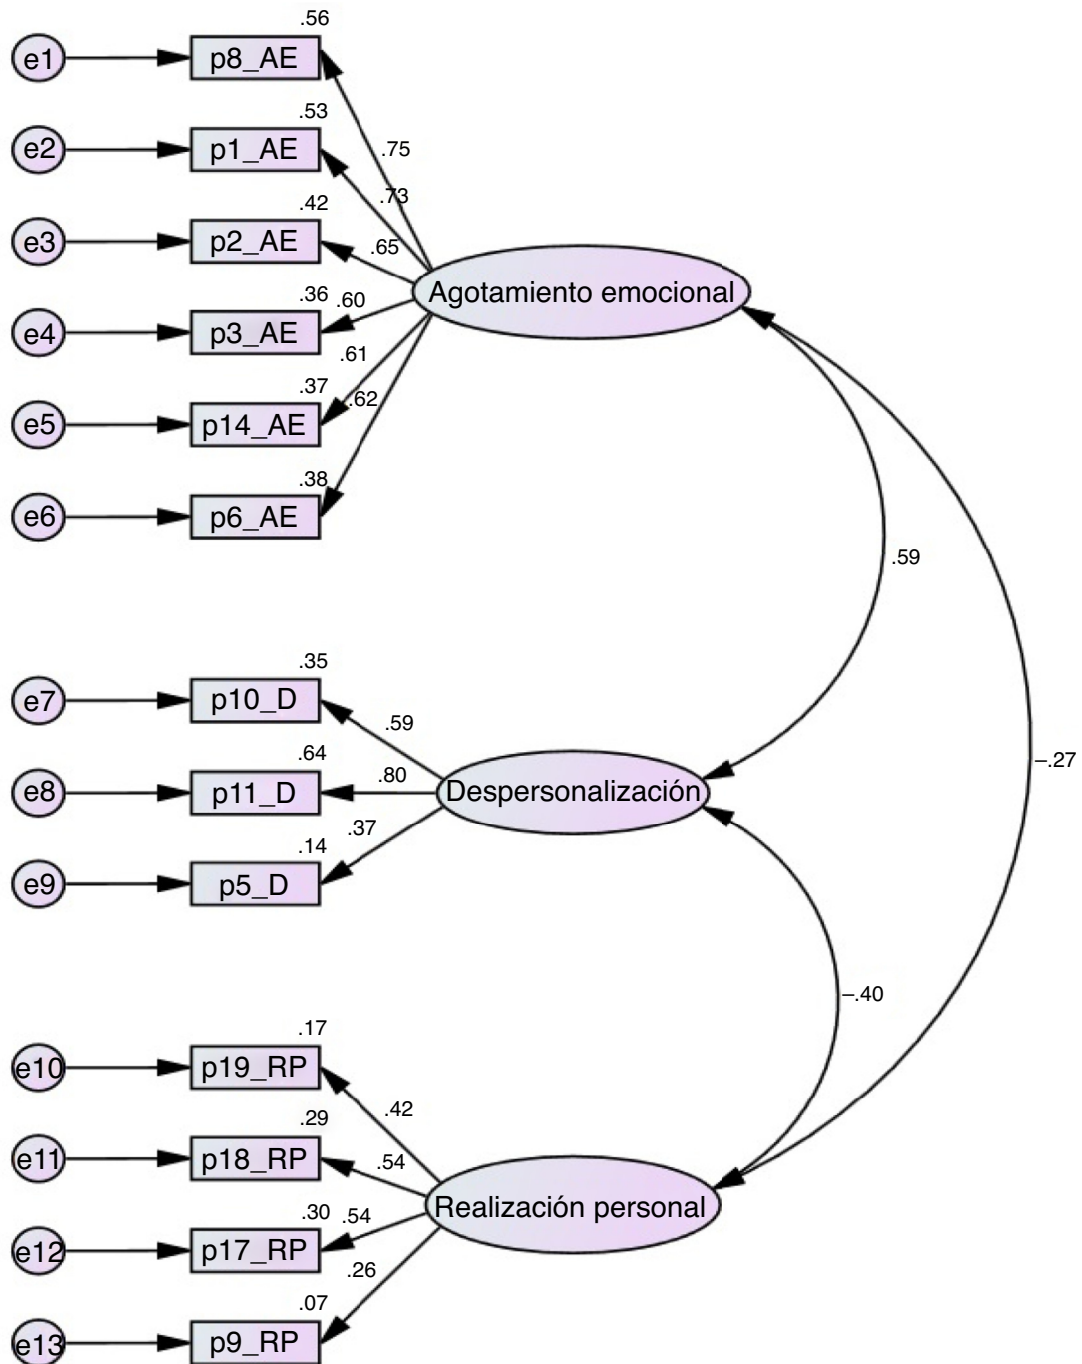 .56
e1 p8_AE
.53
.75
e2 p1_AE
.73
.42
e3 p2_AE
.65
Agotamiento emocional
.36 .60
e4 p3_AE
.61
.37
.62
e5 p14_AE
.38
e6 p6_AE
.59
.35
e7 p10_D
.59
.64
–.27
.80
e8 p11_D
Despersonalización
.37
.14
e9 p5_D
–.40
.17
e10 p19_RP
.42
.29
e11 p18_RP
.54
Realización personal
.30 .54
e12 p17_RP
.26
.07
e13 p9_RP